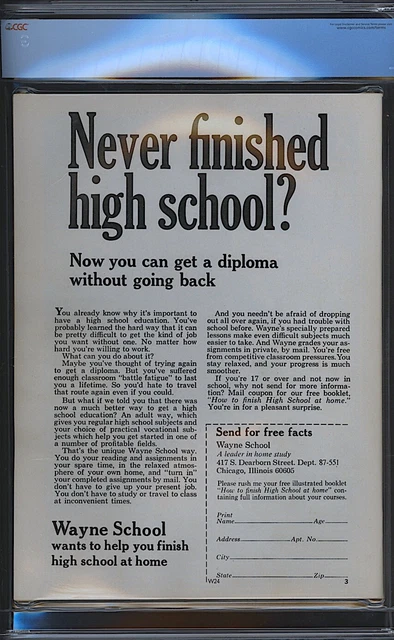 CGC
Never finished
high school?
Now you can get a diploma
without going back
You already know why it's important to
have a high school education. You've
probably learned the hard way that it can
be pretty difficult to get the kind of job
you want without one. No matter how
hard you're willing to work.
What can you do about it?
Maybe you've thought of trying again
to get a diploma. But you've suffered
enough classroom "battle fatigue" to last
you a lifetime. So you'd hate to travel
that route again even if you could.
But what if we told you that there was
now a much better way to get a high
school education? An adult way, which
gives you regular high school subjects and
your choice of practical vocational sub-
jects which help you get started in one of
a number of profitable fields.
That's the unique Wayne School way.
You do your reading and assignments in
your spare time, in the relaxed atmos-
phere of your own home, and "turn in"
your completed assignments by mail. You
don't have to give up your present job.
You don't have to study or travel to class
at inconvenient times.
Wayne School
wants to help you finish
high school at home
And you needn't be afraid of dropping
out all over again, if you had trouble with
school before. Wayne's specially prepared
lessons make even difficult subjects much
easier to take. And Wayne grades your as-
signments in private, by mail. You're free
from competitive classroom pressures. You
stay relaxed, and your progress is much
smoother.
If you're 17 or over and not now in
school, why not send for more informa-
tion? Mail coupon for our free booklet,
"How to finish High School at home."
You're in for a pleasant surprise.
Send for free facts
Wayne School
A leader in home study
417 S. Dearborn Street. Dept. 87-551
Chicago, Illinois 60605
Please rush me your free illustrated booklet
"How to finish High School at home" con-
taining full information about your courses.
Print
Name Age
Address Apt. No.
City
State Zip
W24 3